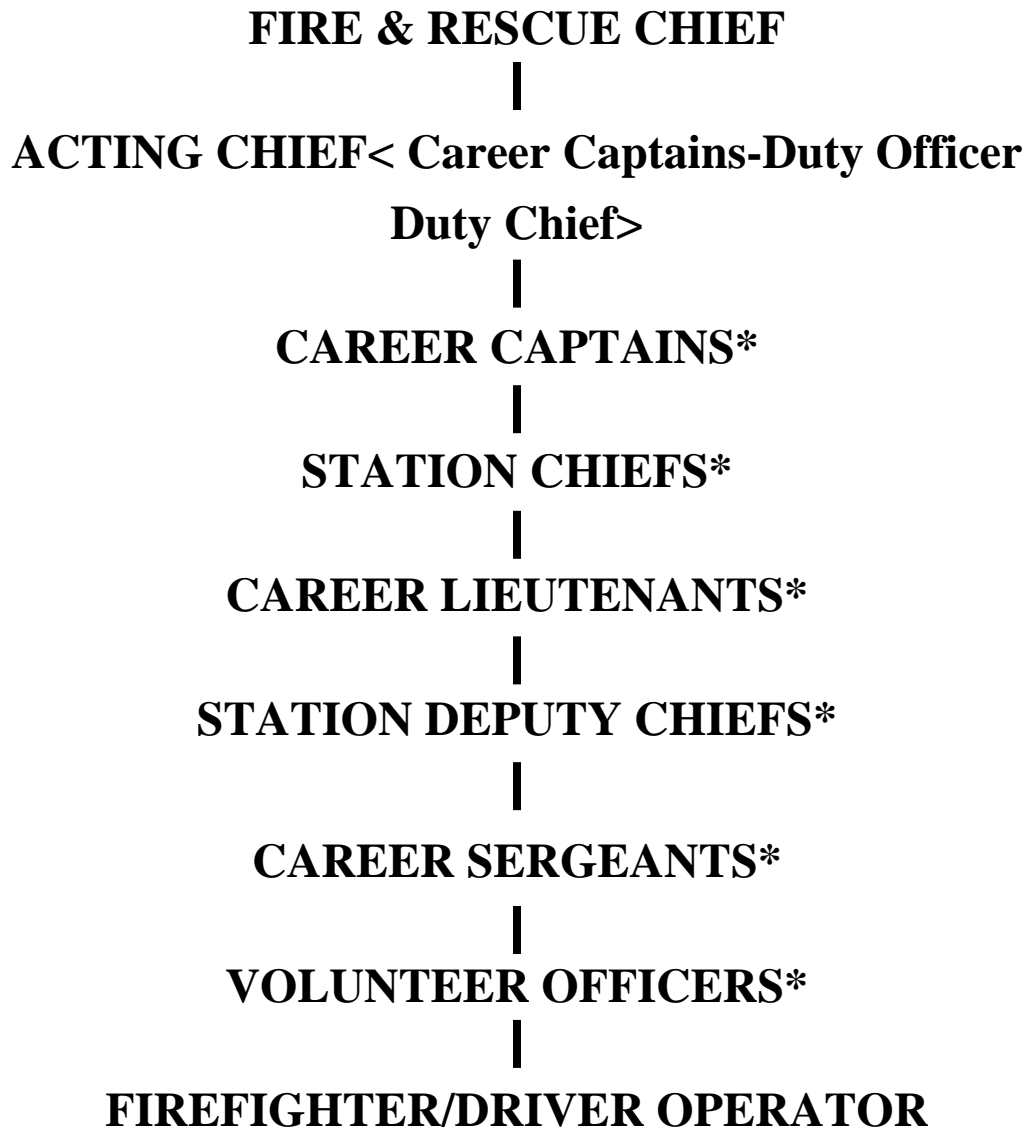 FIRE & RESCUE CHIEF
ACTING CHIEF< Career Captains-Duty Officer
Duty Chief>
CAREER CAPTAINS*
STATION CHIEFS*
CAREER LIEUTENANTS*
STATION DEPUTY CHIEFS*
CAREER SERGEANTS*
VOLUNTEER OFFICERS*
FIREFIGHTER/DRIVER OPERATOR